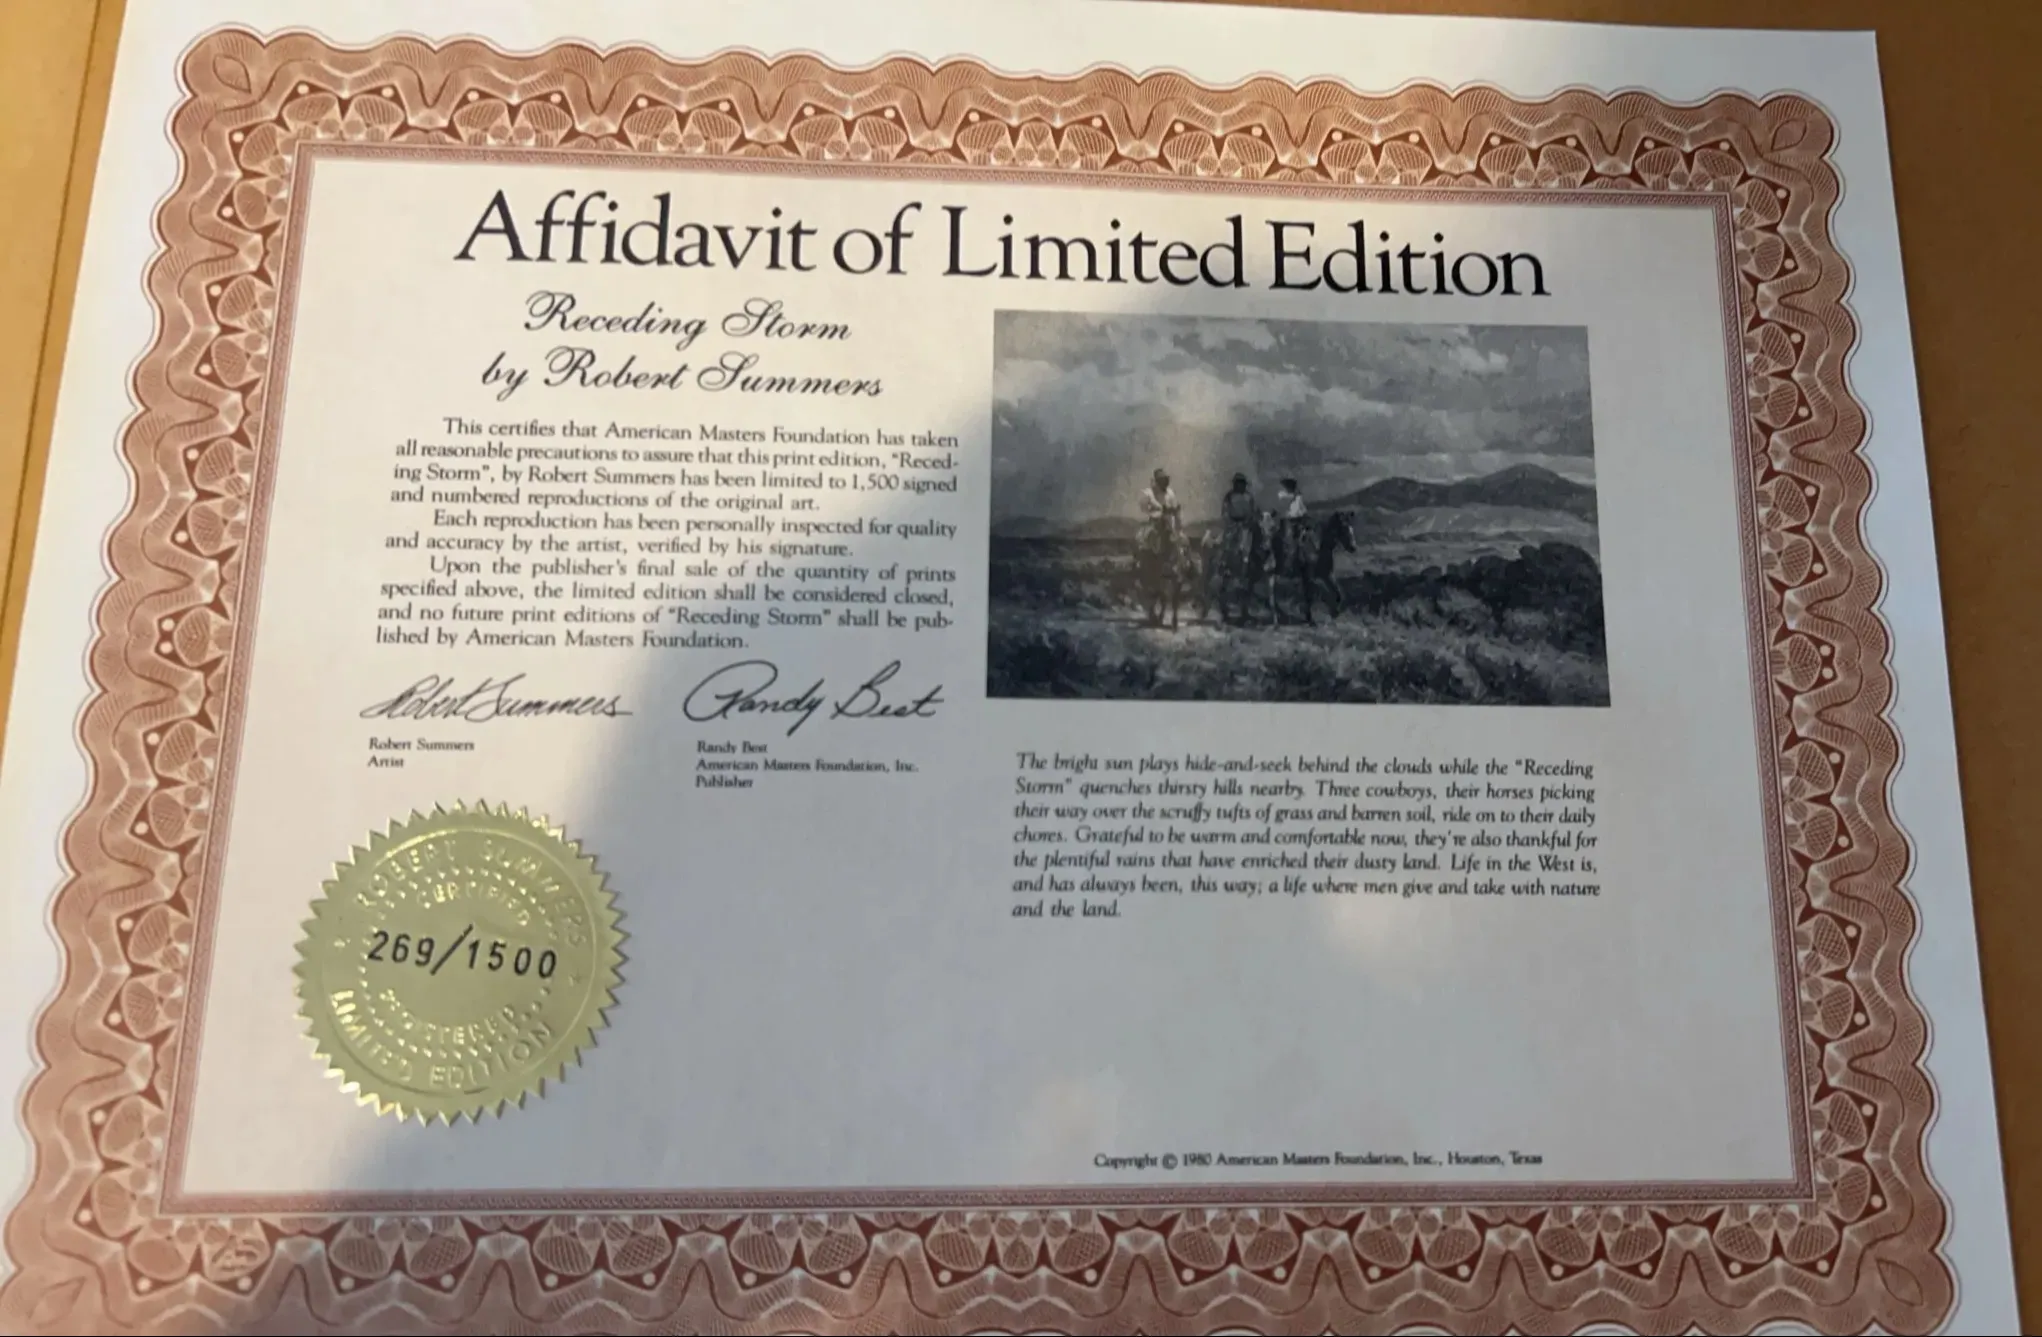 Affidavit of Limited Edition
Receding Storm
by Robert Summers
This certifies that American Masters Foundation has taken
all reasonable precautions to assure that this print edition, "Reced-
ing Storm", by Robert Summers has been limited to 1,500 signed
and numbered reproductions of the original art.
Each reproduction has been personally inspected for quality
and accuracy by the artist, verified by his signature.
Upon the publisher's final sale of the quantity of prints
specified above, the limited edition shall be considered closed,
and no future print editions of "Receding Storm" shall be pub-
lished by American Masters Foundation.
Robert Summers
Robert Summers
Artist
Randy Best
Randy Best
American Masters Foundation, Inc.
Publisher
The bright sun plays hide-and-seek behind the clouds while the "Receding
Storm" quenches thirsty hills nearby. Three cowboys, their horses picking
their way over the scruffy tufts of grass and barren soil, ride on to their daily
chores. Grateful to be warm and comfortable now, they're also thankful for
the plentiful rains that have enriched their dusty land. Life in the West is,
and has always been, this way; a life where men give and take with nature
and the land.
ROBERT SUMMERS
CERTIFIED
269/1500
REGISTERED
LIMITED EDITION
Copyright © 1980 American Masters Foundation, Inc., Houston, Texas